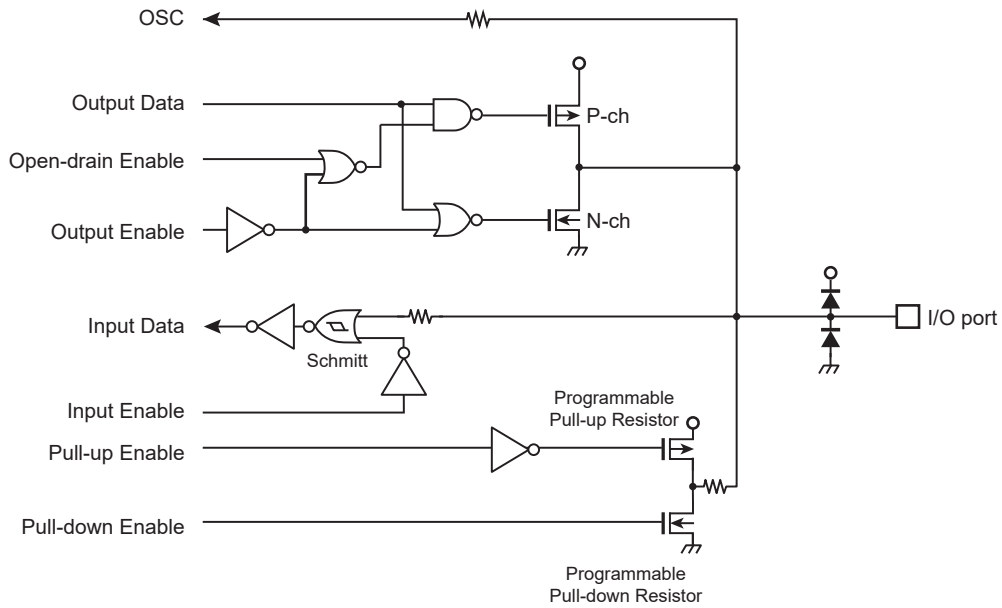 OSC
Output Data
P-ch
Open-drain Enable
N-ch
Output Enable
I/O port
Input Data
Schmitt
Programmable
Pull-up Resistor
Input Enable
Pull-up Enable
Pull-down Enable
Programmable
Pull-down Resistor